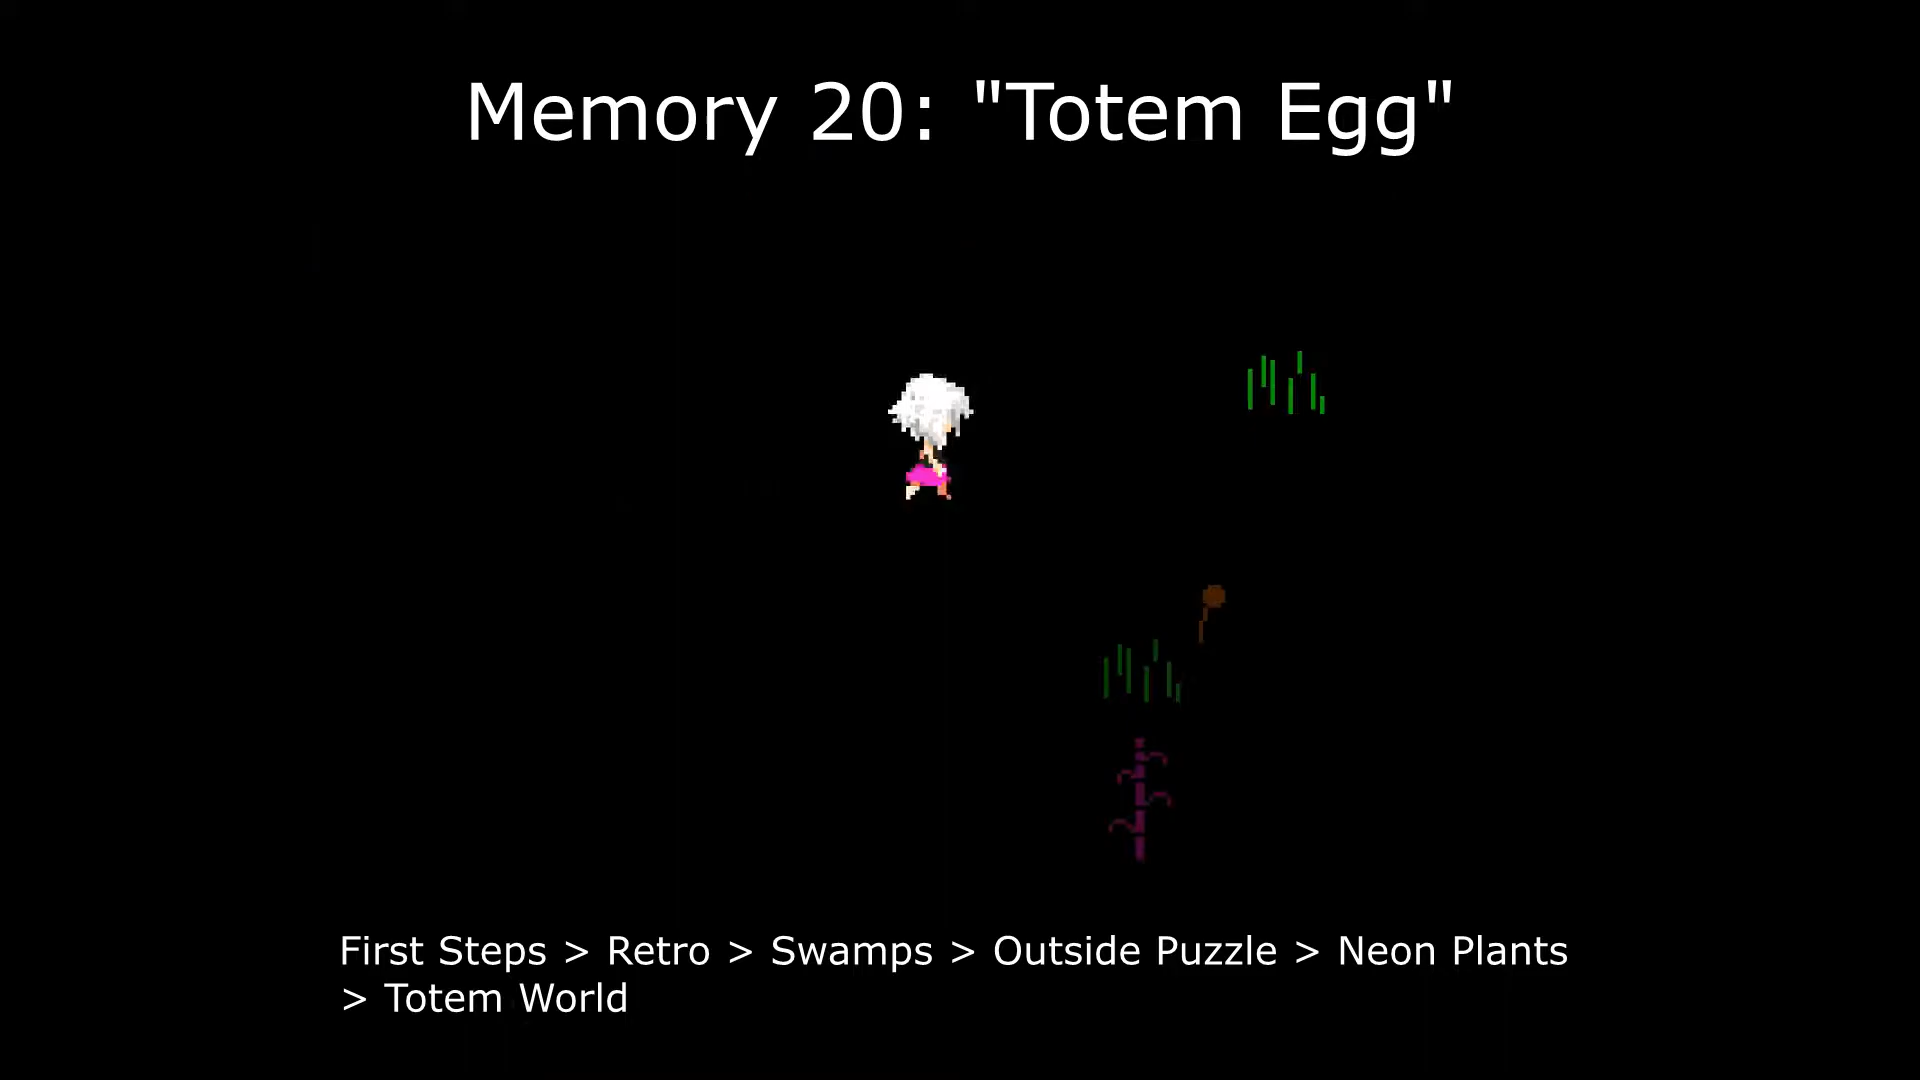 Memory 20: "Totem Egg"
First Steps > Retro > Swamps > Outside Puzzle > Neon Plants
> Totem World